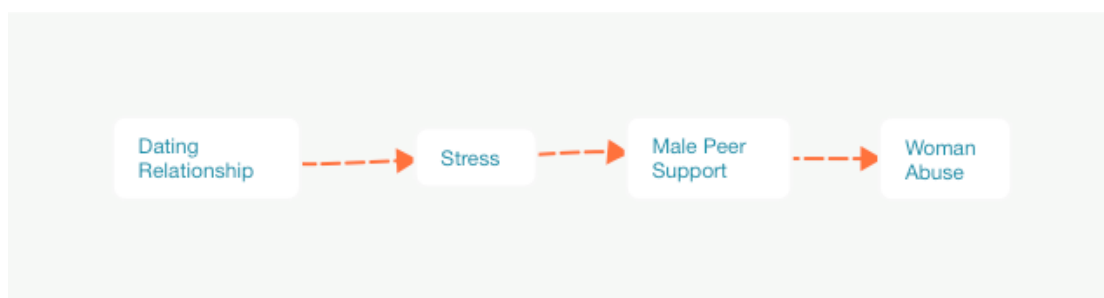 Dating
Relationship
Stress
Male Peer
Support
Woman
Abuse